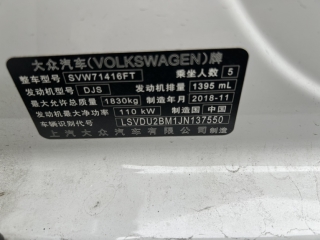 大众汽车(VOLKSWAGEN)牌
整车型号 SVW71416FT 乘坐人数 5
发动机型号 DJS 发动机排量 1395 mL
最大允许总质量 1830kg 制造年月 2018-11
发动机最大净功率 110 kW 制造国 中国
车辆识别代号 LSVDU2BM1JN137550
上汽大众汽车有限公司 制造